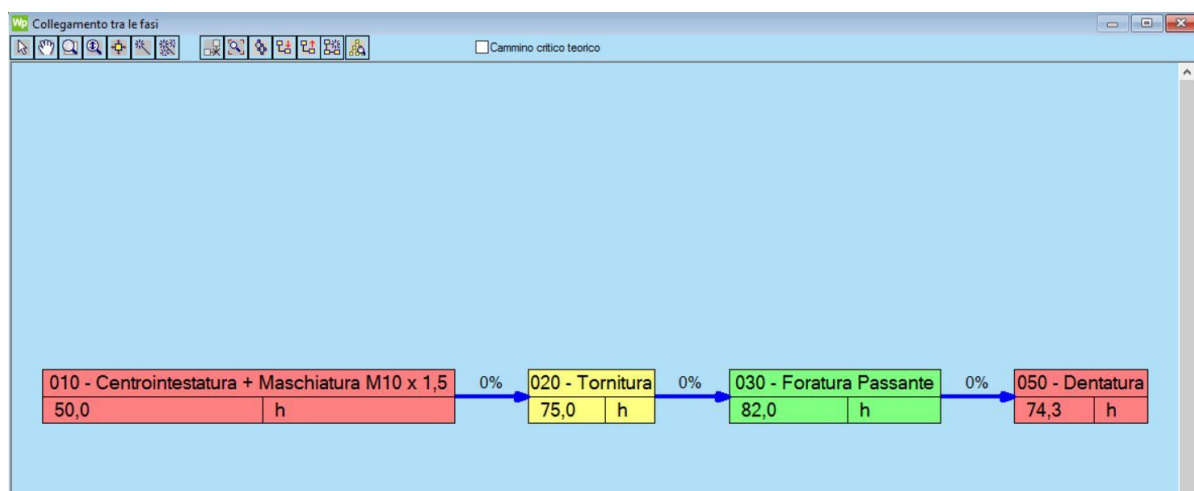 Wp Collegamento tra le fasi
Cammino critico teorico
010 - Centrointestatura + Maschiatura M10 x 1,5
50,0 h
0%
020 - Tornitura
75,0 h
0%
030 - Foratura Passante
82,0 h
0%
050 - Dentatura
74,3 h